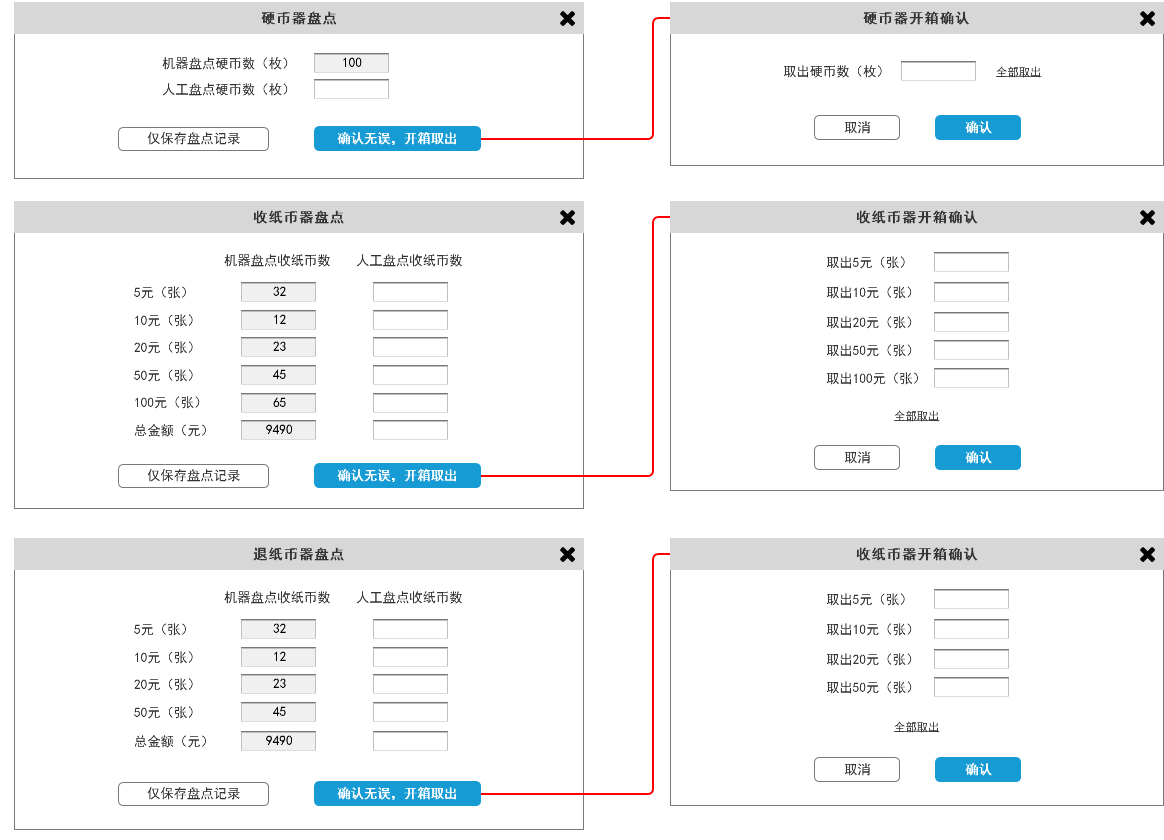 硬币器盘点
机器盘点硬币数（枚） 100
人工盘点硬币数（枚）
仅保存盘点记录 确认无误，开箱取出
硬币器开箱确认
取出硬币数（枚） 全部取出
取消 确认
收纸币器盘点
机器盘点收纸币数 人工盘点收纸币数
5元（张） 32
10元（张） 12
20元（张） 23
50元（张） 45
100元（张） 65
总金额（元） 9490
仅保存盘点记录 确认无误，开箱取出
收纸币器开箱确认
取出5元（张）
取出10元（张）
取出20元（张）
取出50元（张）
取出100元（张）
全部取出
取消 确认
退纸币器盘点
机器盘点收纸币数 人工盘点收纸币数
5元（张） 32
10元（张） 12
20元（张） 23
50元（张） 45
总金额（元） 9490
仅保存盘点记录 确认无误，开箱取出
收纸币器开箱确认
取出5元（张）
取出10元（张）
取出20元（张）
取出50元（张）
全部取出
取消 确认